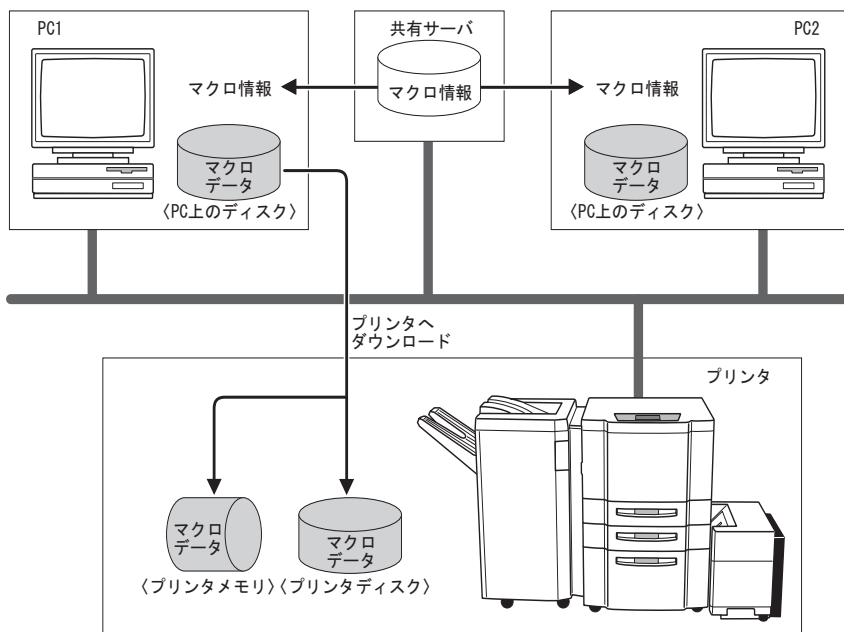 PC1
共有サーバ
PC2
マクロ情報
マクロ情報
マクロ情報
マクロ
データ
〈PC上のディスク〉
マクロ
データ
〈PC上のディスク〉
プリンタへ
ダウンロード
プリンタ
マクロ
データ
〈プリンタメモリ〉
マクロ
データ
〈プリンタディスク〉